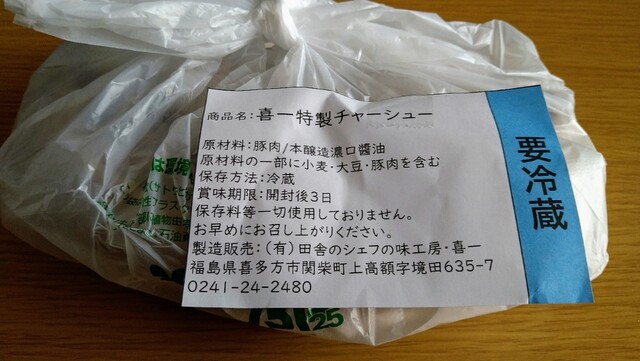 商品名:喜一特製チャーシュー
原材料:豚肉/本醸造濃口醤油
原材料の一部に小麦・大豆・豚肉を含む
保存方法:冷蔵
賞味期限:開封後3日
保存料等一切使用しておりません。
お早めにお召し上がりください。
製造販売:(有)田舎のシェフの味工房・喜一
福島県喜多方市関柴町上高額字境田635-7
0241-24-2480
要冷蔵
25